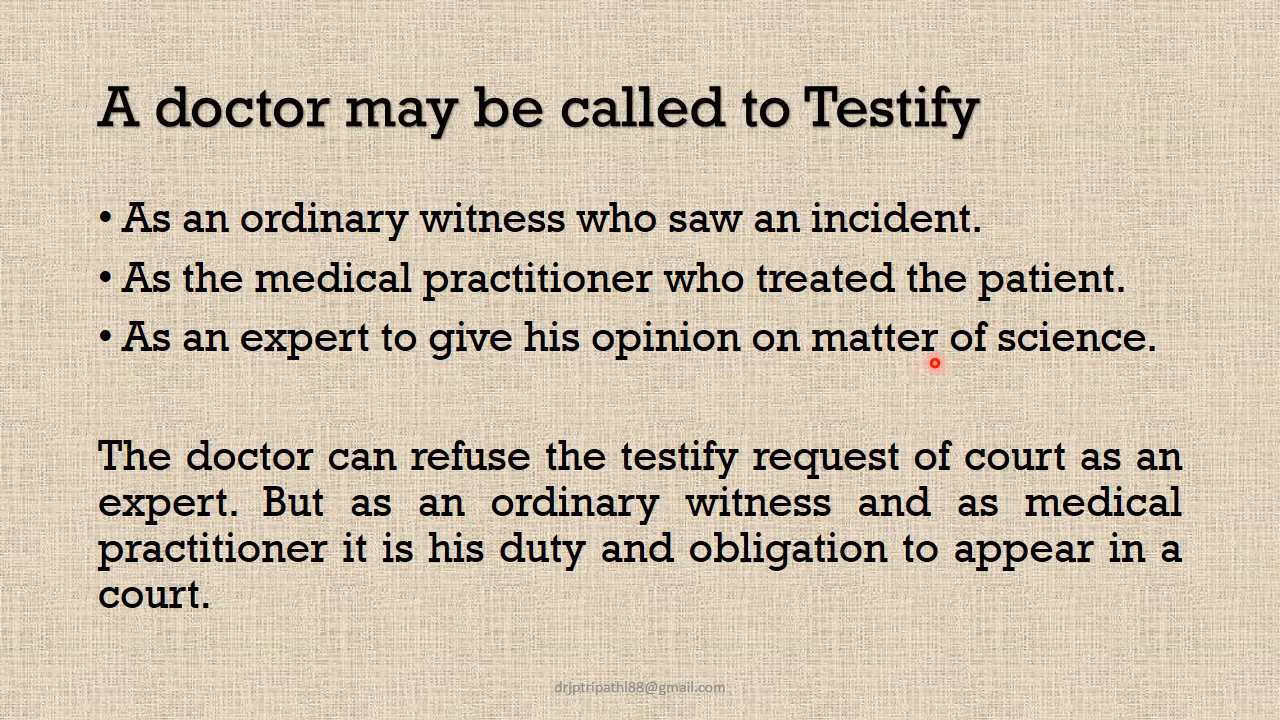 A doctor may be called to Testify
• As an ordinary witness who saw an incident.
• As the medical practitioner who treated the patient.
• As an expert to give his opinion on matter of science.
The doctor can refuse the testify request of court as an
expert. But as an ordinary witness and as medical
practitioner it is his duty and obligation to appear in a
court.
drjptripathi88@gmail.com